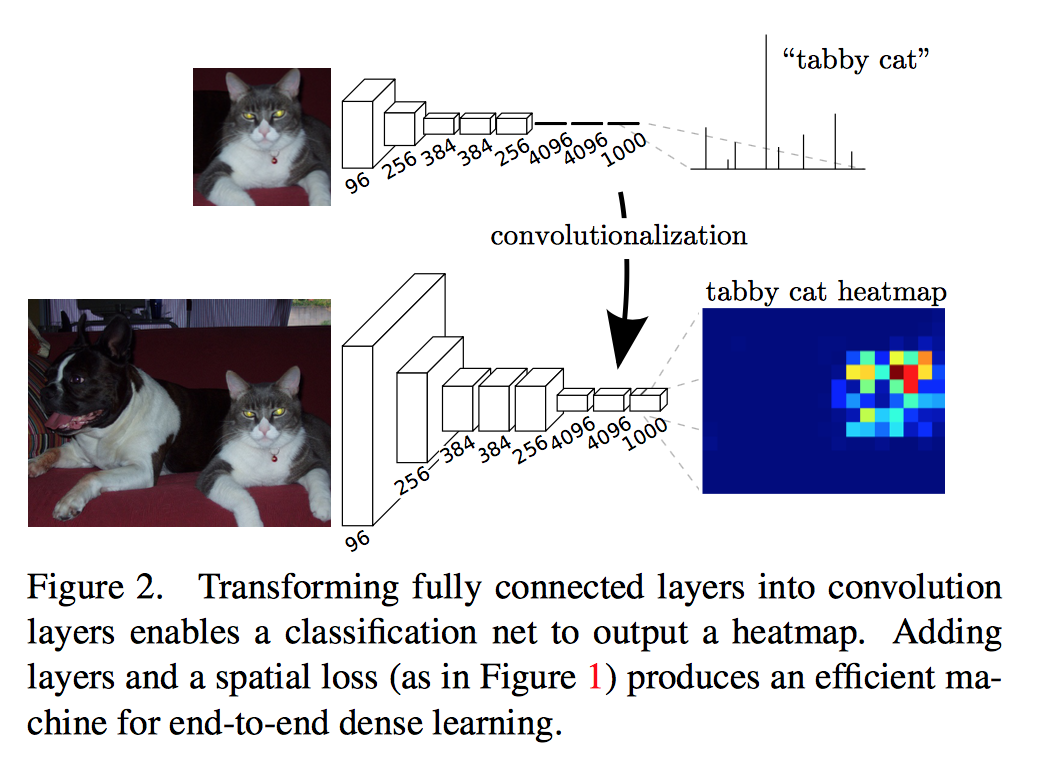 “tabby cat”
96
256
384
384
256
4096
4096
1000
convolutionalization
tabby cat heatmap
96
256
384
384
256
4096
4096
1000
Figure 2. Transforming fully connected layers into convolution
layers enables a classification net to output a heatmap. Adding
layers and a spatial loss (as in Figure 1) produces an efficient ma-
chine for end-to-end dense learning.